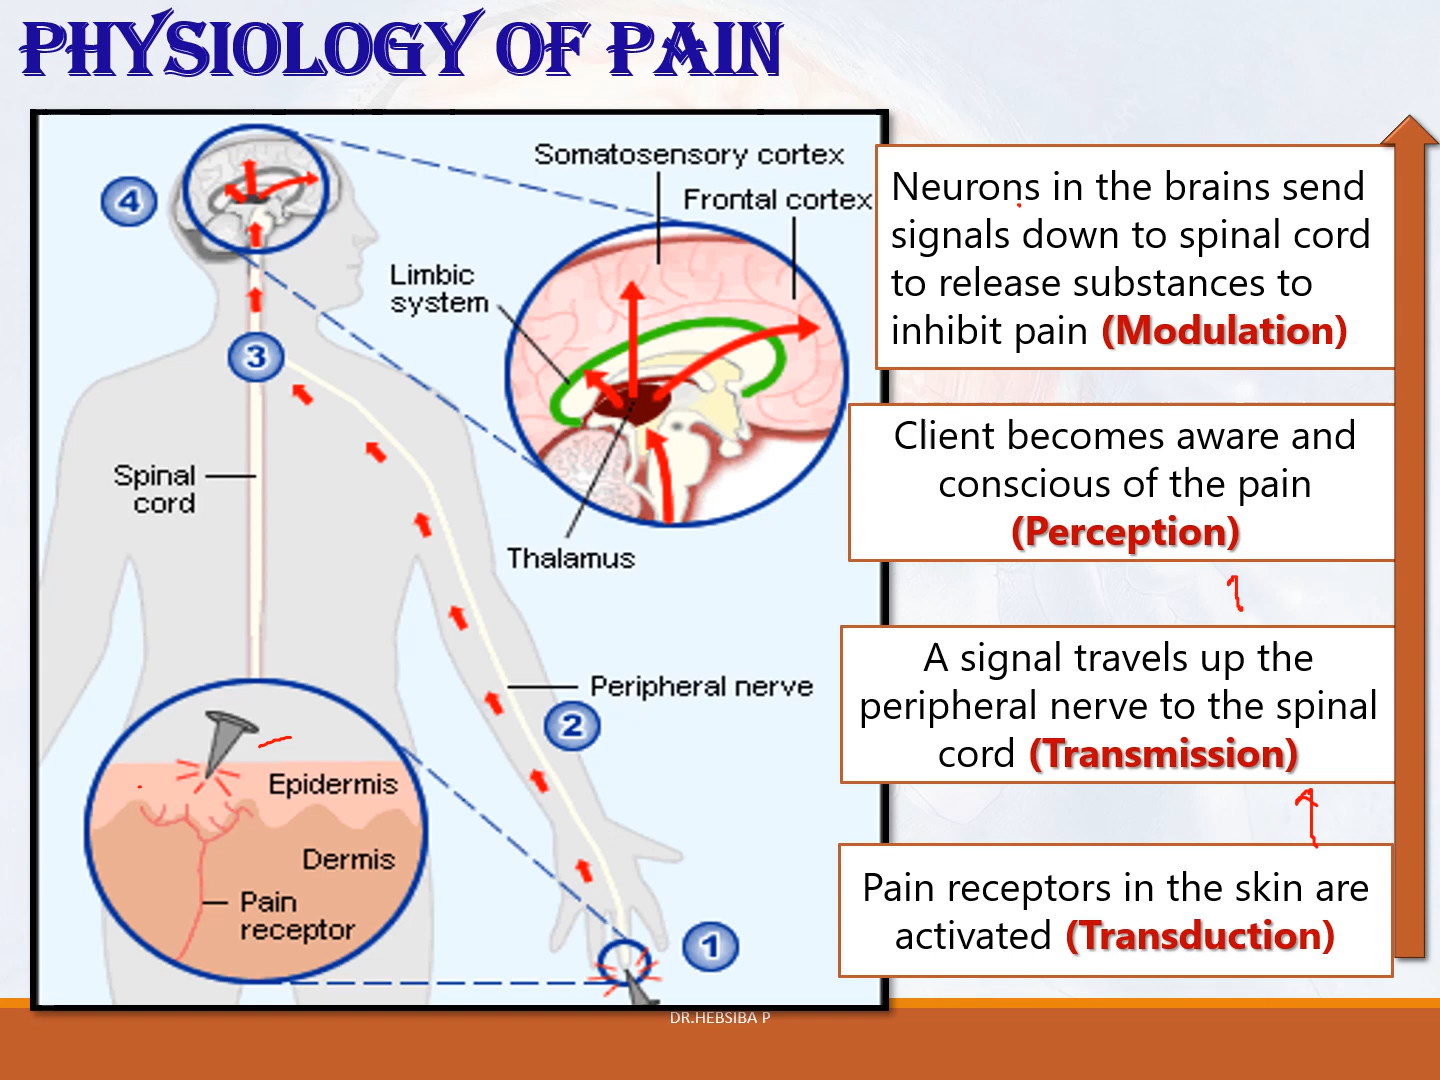 PHYSIOLOGY OF PAIN
4
Somatosensory cortex
Frontal cortex
Limbic
system
3
Spinal
cord
Thalamus
Peripheral nerve
2
Epidermis
Dermis
Pain
receptor
1
Neurons in the brains send
signals down to spinal cord
to release substances to
inhibit pain (Modulation)
Client becomes aware and
conscious of the pain
(Perception)
A signal travels up the
peripheral nerve to the spinal
cord (Transmission)
Pain receptors in the skin are
activated (Transduction)
DR.HEBSIBA P